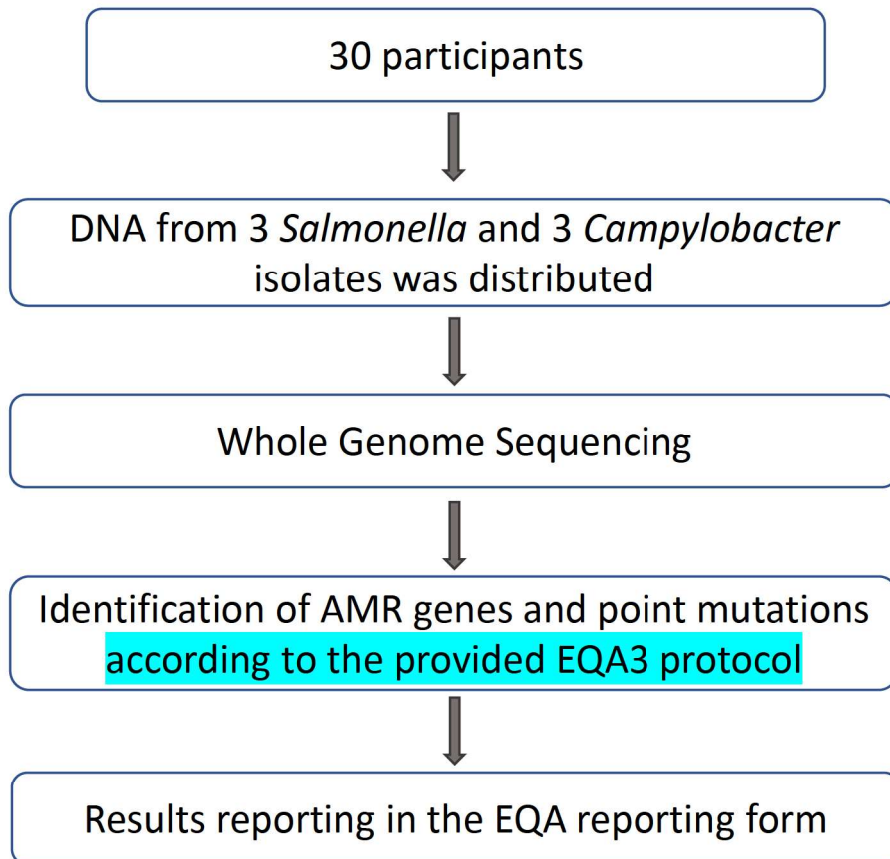 30 participants
DNA from 3 Salmonella and 3 Campylobacter
isolates was distributed
Whole Genome Sequencing
Identification of AMR genes and point mutations
according to the provided EQA3 protocol
Results reporting in the EQA reporting form